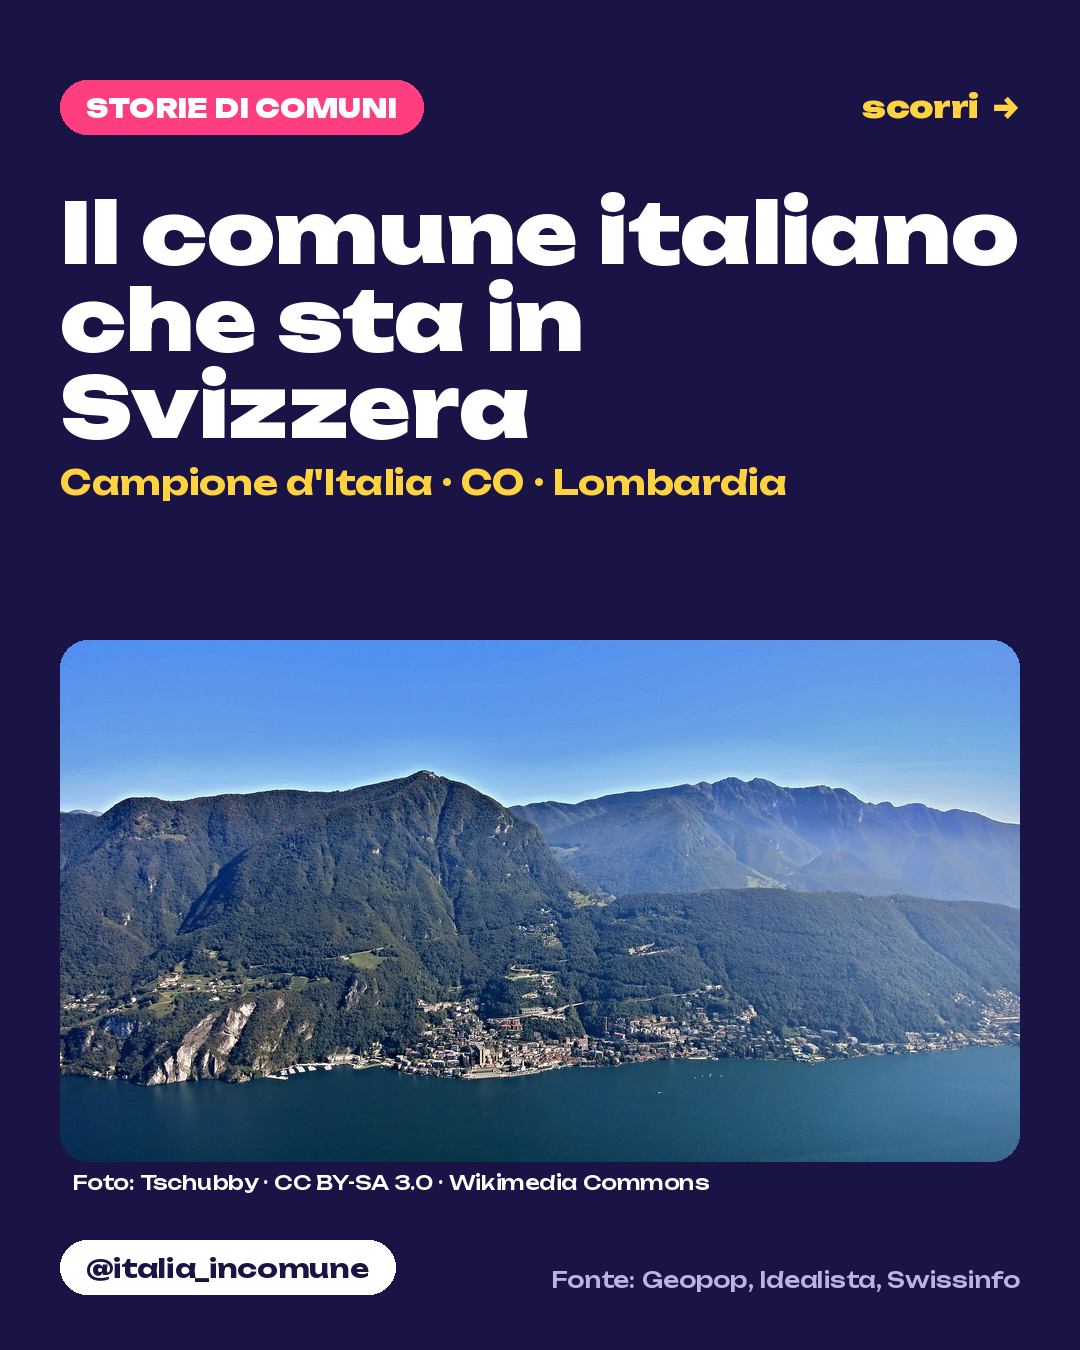 STORIE DI COMUNI
scorri →
Il comune italiano
che sta in
Svizzera
Campione d'Italia · CO · Lombardia
Foto: Tschubby · CC BY-SA 3.0 · Wikimedia Commons
@italia_incomune
Fonte: Geopop, Idealista, Swissinfo